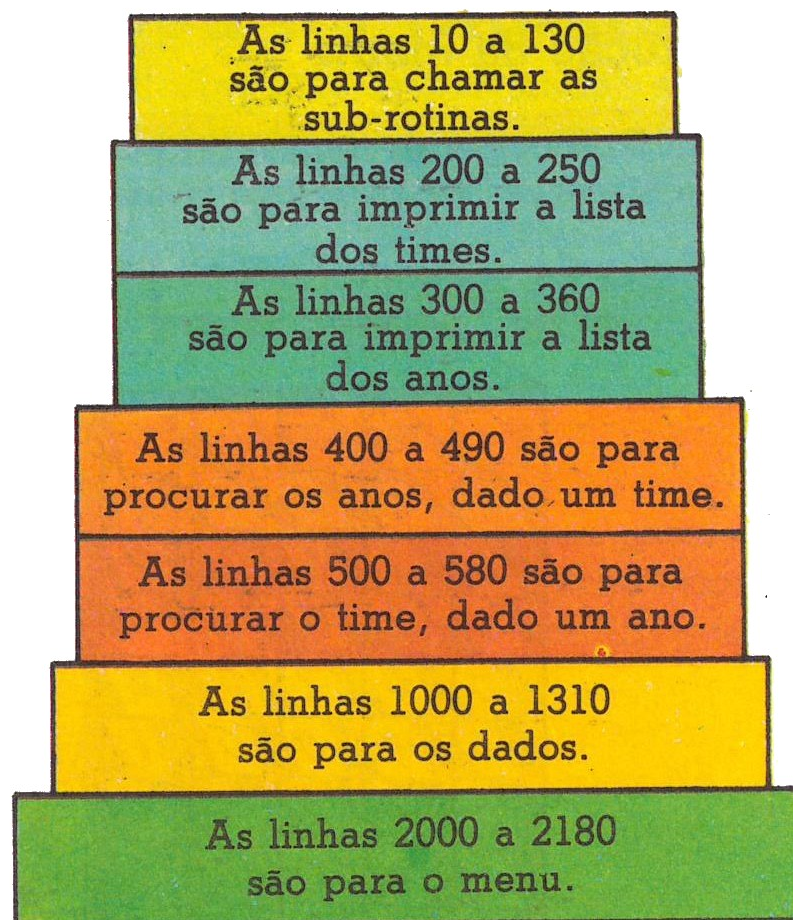 As linhas 10 a 130
são para chamar as
sub-rotinas.
As linhas 200 a 250
são para imprimir a lista
dos times.
As linhas 300 a 360
são para imprimir a lista
dos anos.
As linhas 400 a 490 são para
procurar os anos, dado um time.
As linhas 500 a 580 são para
procurar o time, dado um ano.
As linhas 1000 a 1310
são para os dados.
As linhas 2000 a 2180
são para o menu.